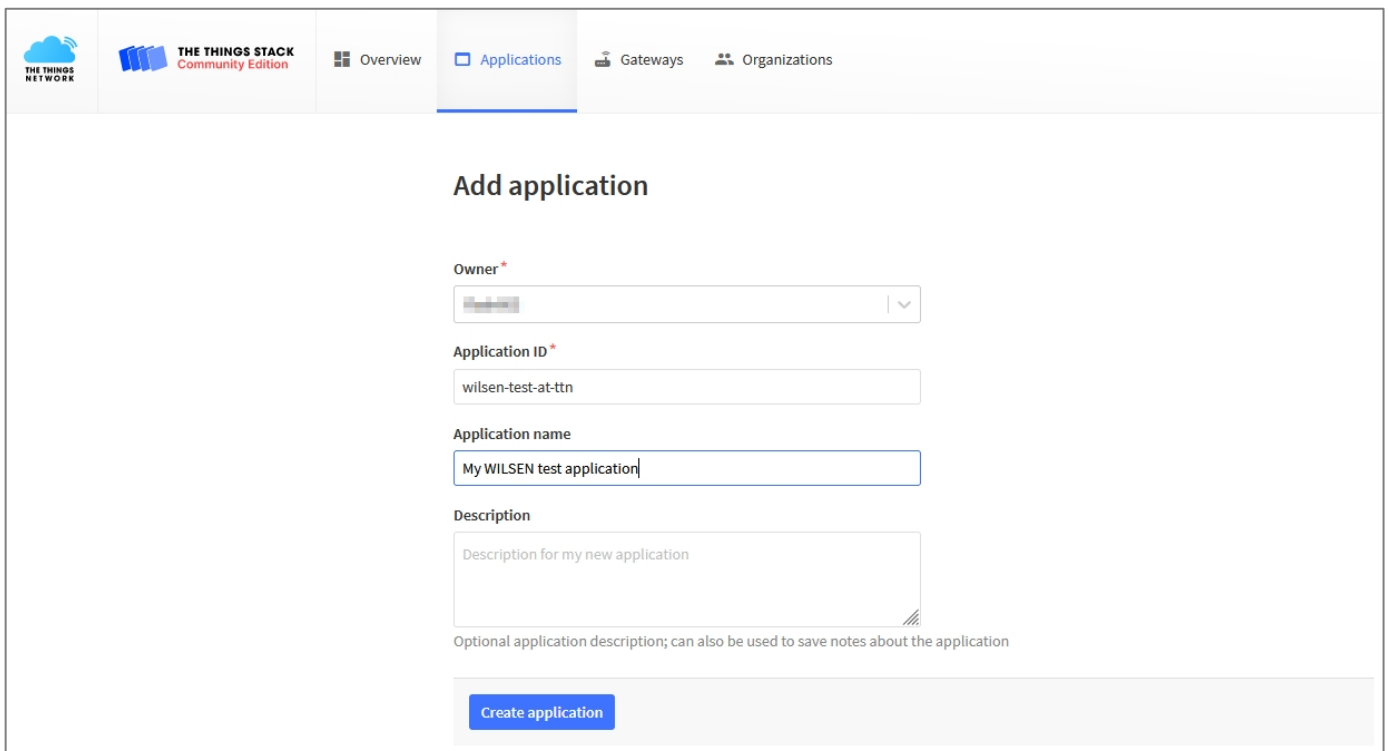 THE THINGS
NETWORK
THE THINGS STACK
Community Edition
Overview
Applications
Gateways
Organizations
Add application
Owner*
Application ID*
wilsen-test-at-ttn
Application name
My WILSEN test application
Description
Description for my new application
Optional application description; can also be used to save notes about the application
Create application